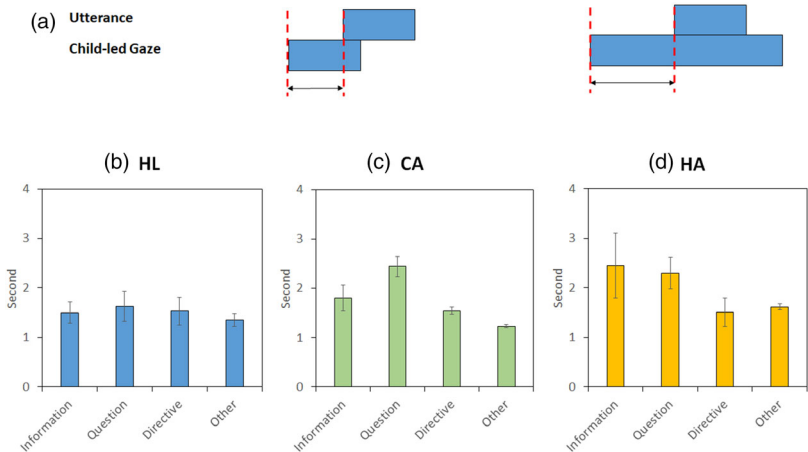 (a) Utterance
Child-led Gaze
(b) HL
4
3
2
1
0
Second
Information
Question
Directive
Other
(c) CA
4
3
2
1
0
Second
Information
Question
Directive
Other
(d) HA
4
3
2
1
0
Second
Information
Question
Directive
Other